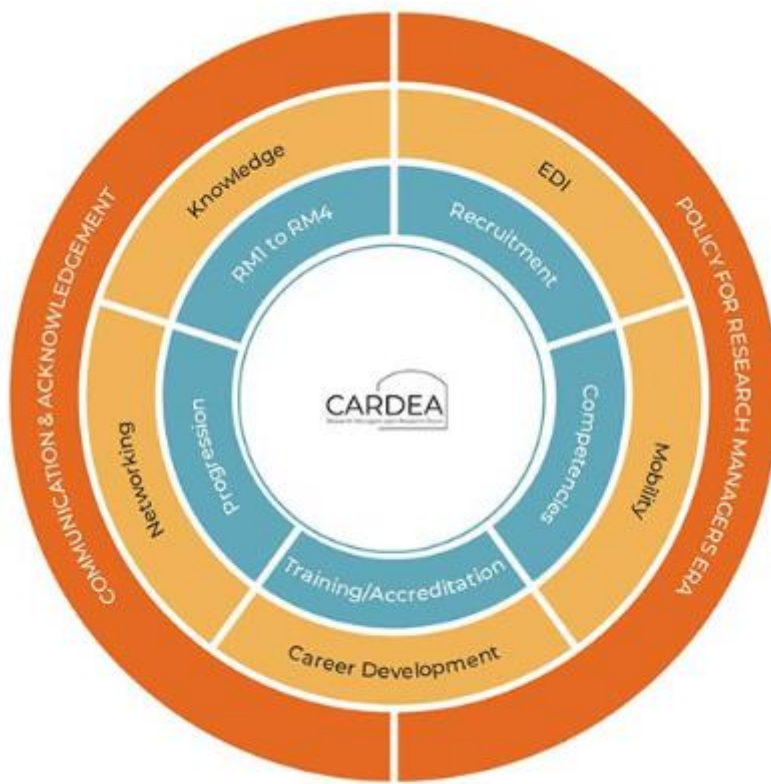 COMMUNICATION & ACKNOWLEDGEMENT
POLICY FOR RESEARCH MANAGERS ERA
Knowledge
EDI
Mobility
Career Development
Networking
RM1 to RM4
Recruitment
Competencies
Training/Accreditation
Progression
CARDEA